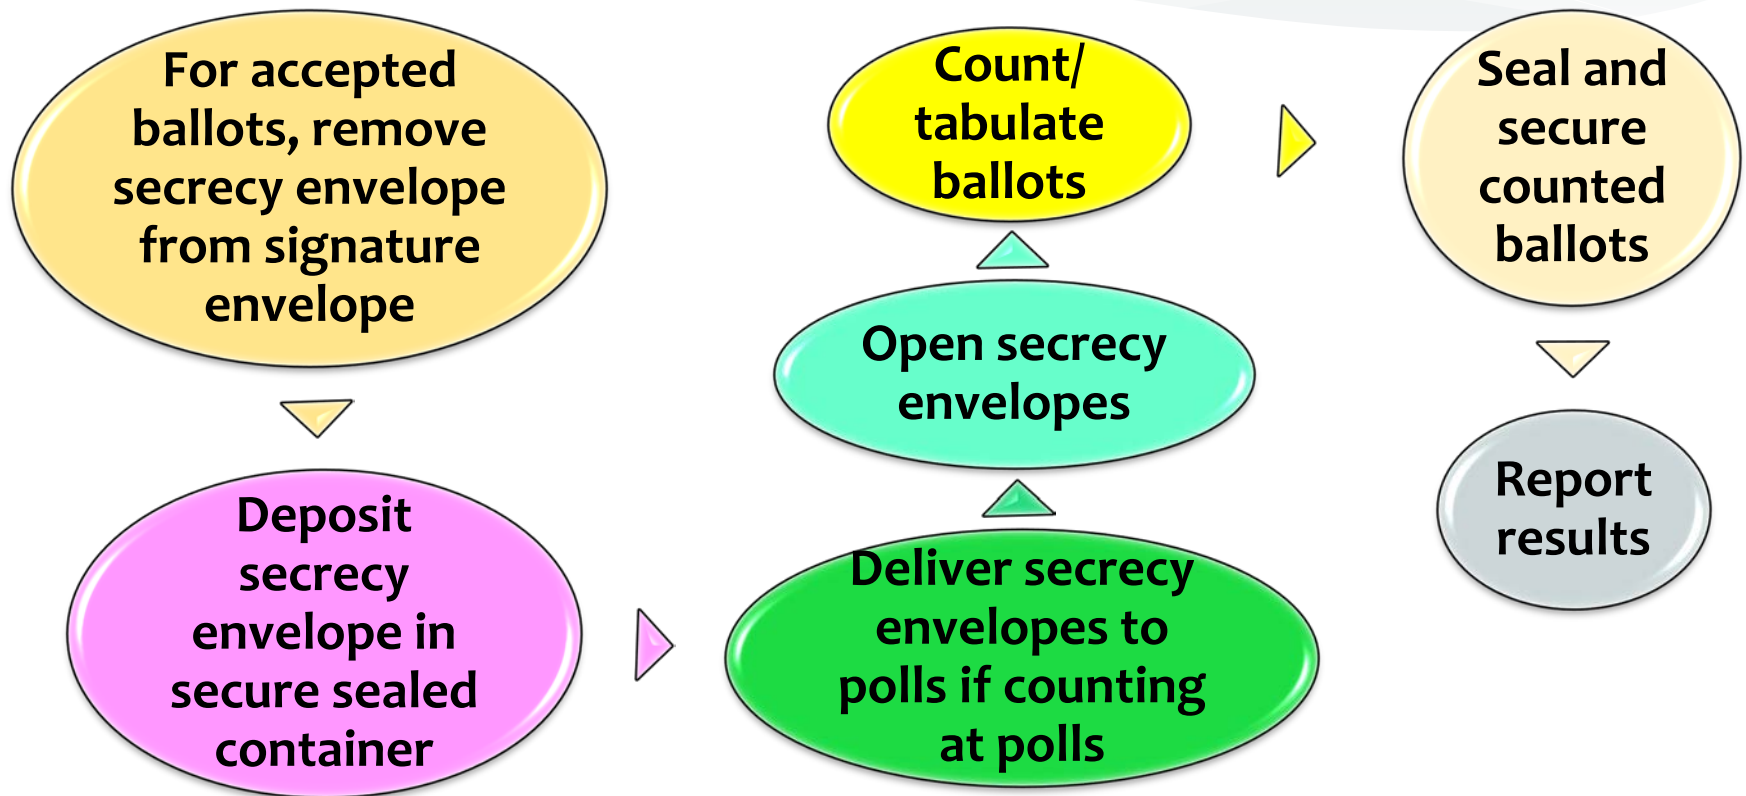 For accepted
ballots, remove
secrecy envelope
from signature
envelope
Deposit
secrecy
envelope in
secure sealed
container
Deliver secrecy
envelopes to
polls if counting
at polls
Open secrecy
envelopes
Count/
tabulate
ballots
Seal and
secure
counted
ballots
Report
results